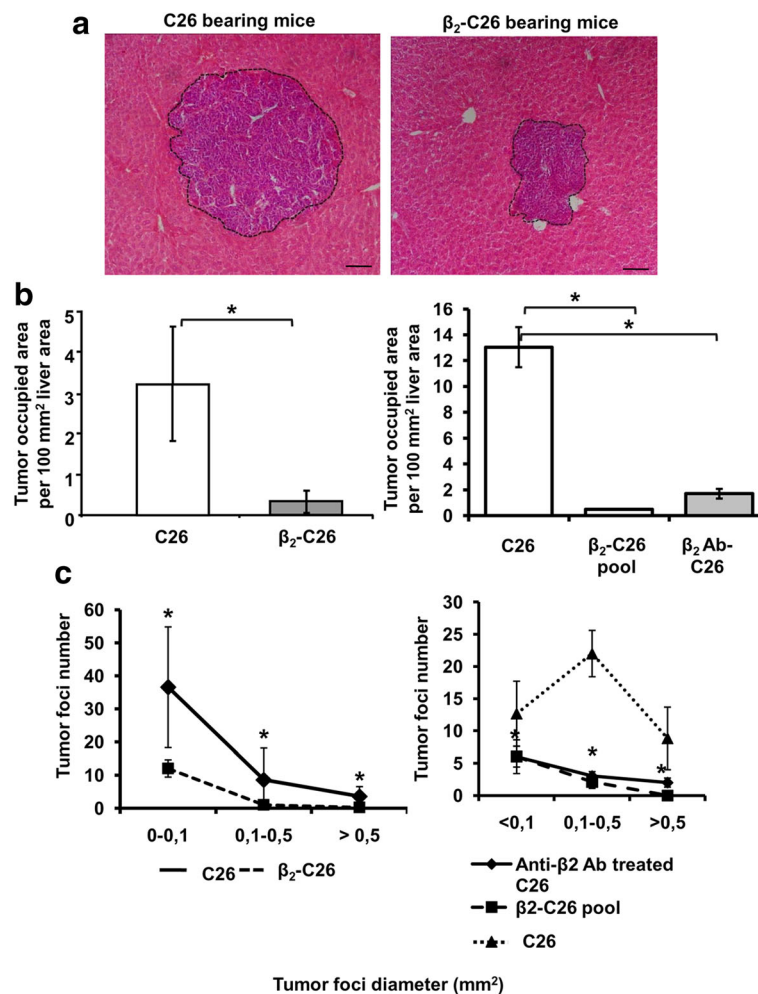 a
C26 bearing mice
β₂-C26 bearing mice
b
Tumor occupied area
per 100 mm² liver area
5
4
3
2
1
0
*
C26
β₂-C26
Tumor occupied area
per 100 mm² liver area
16
14
12
10
8
6
4
2
0
*
*
C26
β₂-C26
pool
β₂ Ab-
C26
c
Tumor foci number
60
50
40
30
20
10
0
*
*
*
0-0,1
0,1-0,5
> 0,5
C26
β₂-C26
Tumor foci number
30
25
20
15
10
5
0
*
*
*
<0,1
0,1-0,5
>0,5
Anti-β2 Ab treated
C26
β2-C26 pool
C26
Tumor foci diameter (mm²)